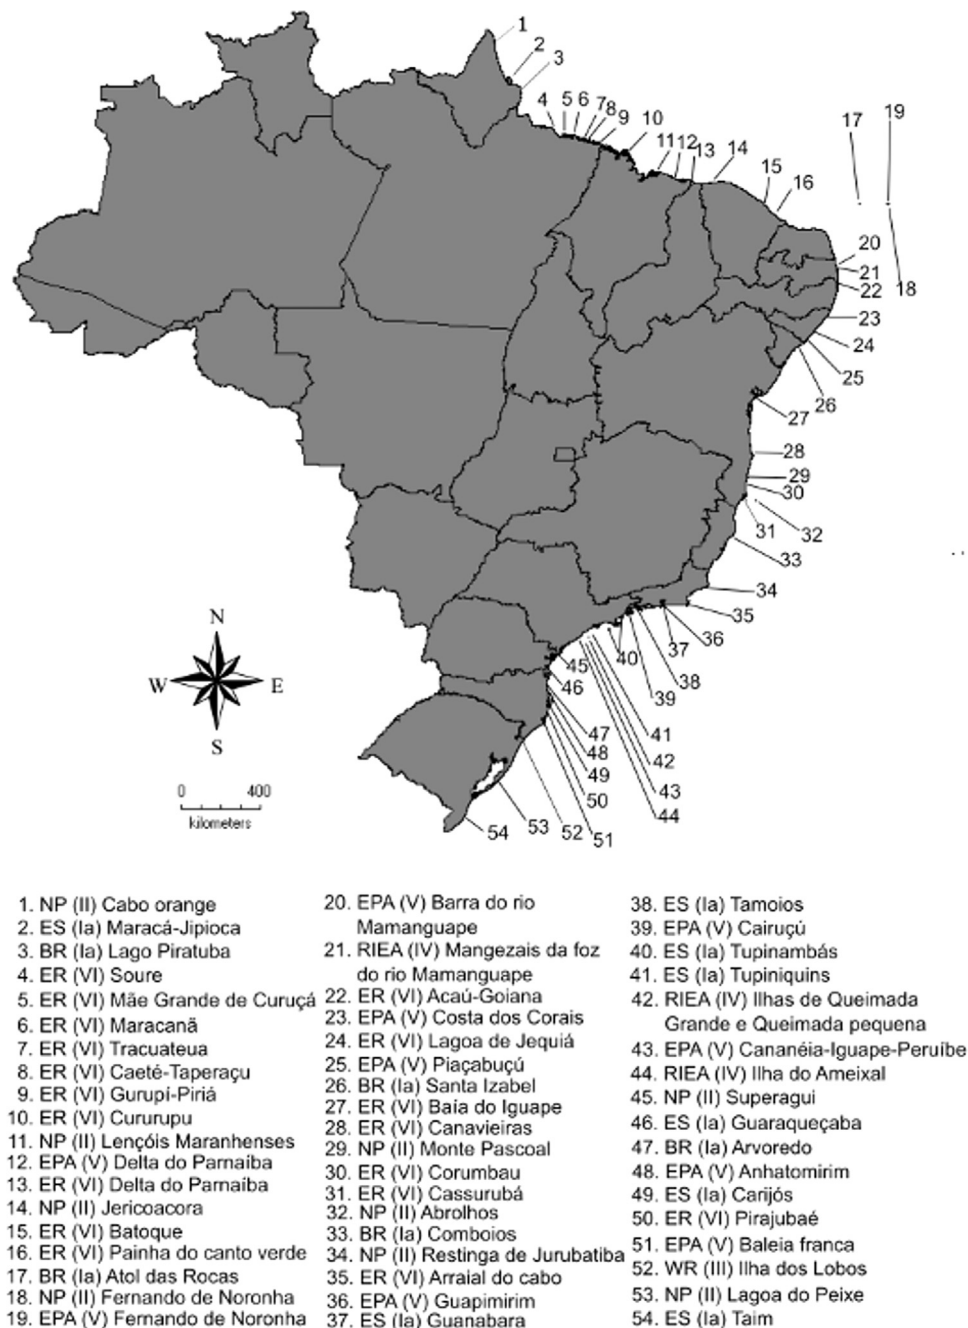 1
2
3
4
5
6
7
8
9
10
11
12
13
14
15
16
17
19
20
21
22
18
23
24
25
26
27
28
29
30
31
32
33
34
35
36
37
38
39
40
45
46
41
42
43
44
47
48
49
50
51
52
53
54
N
W
E
S
0 400
kilometers
1. NP (II) Cabo orange
2. ES (Ia) Maracá-Jipioca
3. BR (Ia) Lago Piratuba
4. ER (VI) Soure
5. ER (VI) Mãe Grande de Curuçá
6. ER (VI) Maracanã
7. ER (VI) Tracuateua
8. ER (VI) Caeté-Taperaçu
9. ER (VI) Gurupí-Piriá
10. ER (VI) Cururupu
11. NP (II) Lençóis Maranhenses
12. EPA (V) Delta do Parnaíba
13. ER (VI) Delta do Parnaíba
14. NP (II) Jericoacora
15. ER (VI) Batoque
16. ER (VI) Painha do canto verde
17. BR (Ia) Atol das Rocas
18. NP (II) Fernando de Noronha
19. EPA (V) Fernando de Noronha
20. EPA (V) Barra do rio
Mamanguape
21. RIEA (IV) Mangezais da foz
do rio Mamanguape
22. ER (VI) Acaú-Goiana
23. EPA (V) Costa dos Corais
24. ER (VI) Lagoa de Jequiá
25. EPA (V) Piaçabuçú
26. BR (Ia) Santa Izabel
27. ER (VI) Baía do Iguape
28. ER (VI) Canavieiras
29. NP (II) Monte Pascoal
30. ER (VI) Corumbau
31. ER (VI) Cassurubá
32. NP (II) Abrolhos
33. BR (Ia) Comboios
34. NP (II) Restinga de Jurubatiba
35. ER (VI) Arraial do cabo
36. EPA (V) Guapimirim
37. ES (Ia) Guanabara
38. ES (Ia) Tamoios
39. EPA (V) Cairuçú
40. ES (Ia) Tupinambás
41. ES (Ia) Tupiniquins
42. RIEA (IV) Ilhas de Queimada
Grande e Queimada pequena
43. EPA (V) Cananéia-Iguape-Peruíbe
44. RIEA (IV) Ilha do Ameixal
45. NP (II) Superagui
46. ES (Ia) Guaraqueçaba
47. BR (Ia) Arvoredo
48. EPA (V) Anhatomirim
49. ES (Ia) Carijós
50. ER (VI) Pirajubaé
51. EPA (V) Baleia franca
52. WR (III) Ilha dos Lobos
53. NP (II) Lagoa do Peixe
54. ES (Ia) Taim